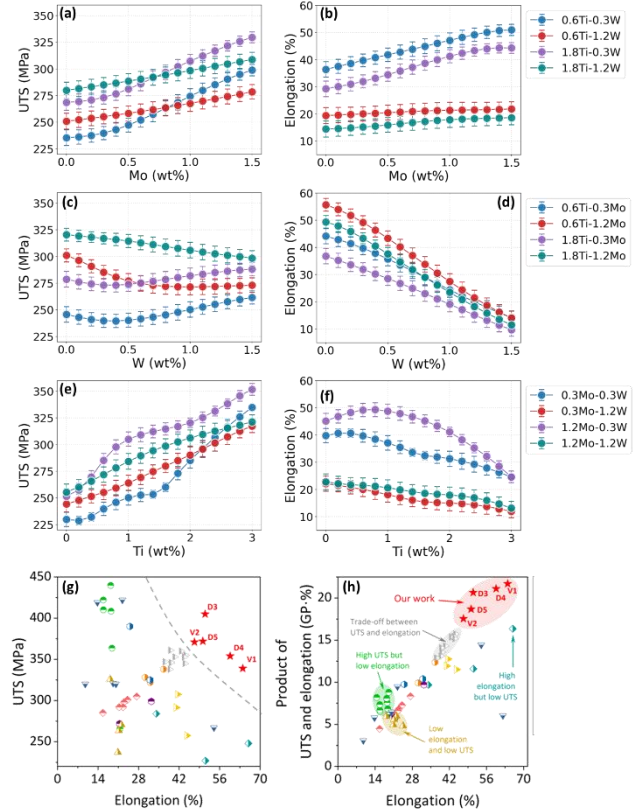 (a)
UTS (MPa)
350
325
300
275
250
225
0.0
0.5
1.0
1.5
Mo (wt%)
(b)
Elongation (%)
60
50
40
30
20
10
0.0
0.5
1.0
1.5
Mo (wt%)
0.6Ti-0.3W
0.6Ti-1.2W
1.8Ti-0.3W
1.8Ti-1.2W
(c)
UTS (MPa)
350
325
300
275
250
225
0.0
0.5
1.0
1.5
W (wt%)
(d)
Elongation (%)
60
50
40
30
20
10
0.0
0.5
1.0
1.5
W (wt%)
0.6Ti-0.3Mo
0.6Ti-1.2Mo
1.8Ti-0.3Mo
1.8Ti-1.2Mo
(e)
UTS (MPa)
350
325
300
275
250
225
0
1
2
3
Ti (wt%)
(f)
Elongation (%)
60
50
40
30
20
10
0
1
2
3
Ti (wt%)
0.3Mo-0.3W
0.3Mo-1.2W
1.2Mo-0.3W
1.2Mo-1.2W
(g)
UTS (MPa)
450
400
350
300
250
D3
V2
D5
D4
V1
0
14
28
42
56
70
Elongation (%)
(h)
Product of
UTS and elongation (GP·%)
20
15
10
5
0
Our work
D3
V1
D4
D5
V2
Trade-off between
UTS and elongation
High UTS but
low elongation
High
elongation
but low UTS
Low
elongation
and low UTS
0
14
28
42
56
70
Elongation (%)